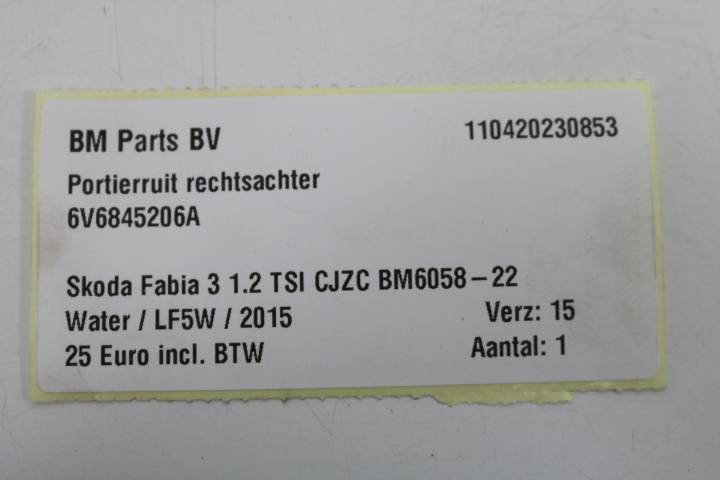 BM Parts BV 110420230853
Portierruit rechtsachter
6V6845206A
Skoda Fabia 3 1.2 TSI CJZC BM6058-22
Water / LF5W / 2015 Verz: 15
25 Euro incl. BTW Aantal: 1